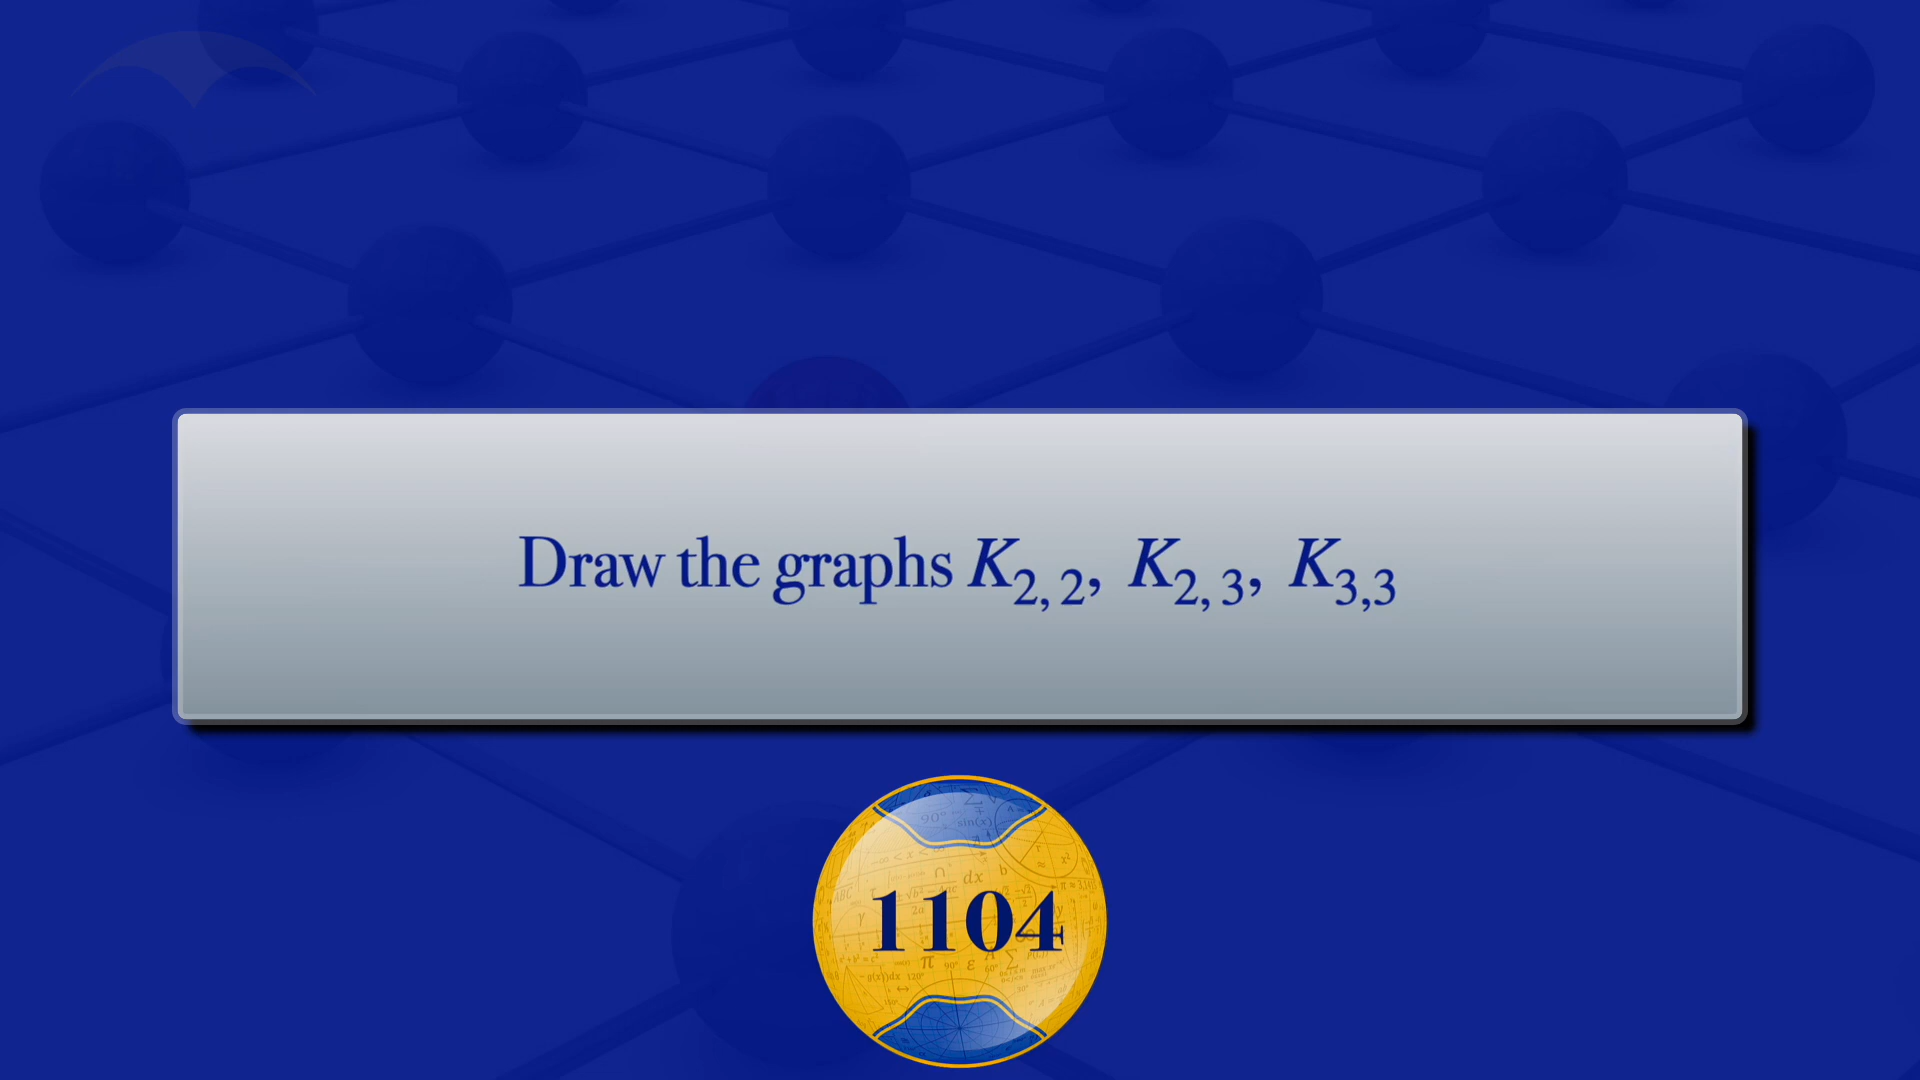 Draw the graphs K2, 2, K2, 3, K3,3
1104